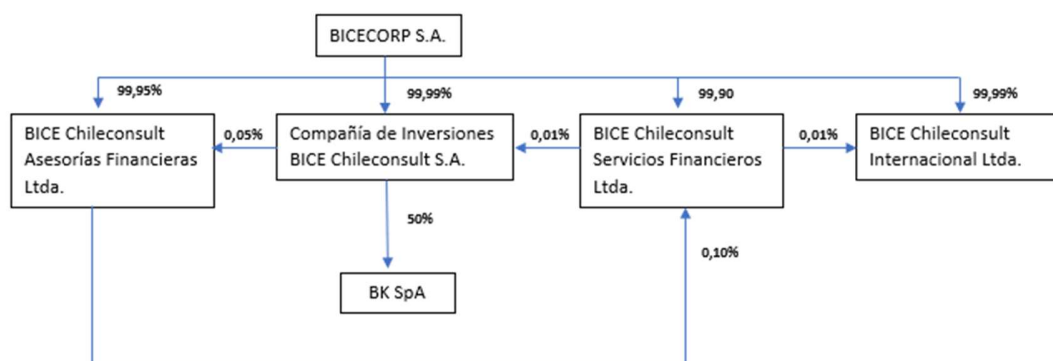 BICECORP S.A.
99,95%
99,99%
99,90
99,99%
BICE Chileconsult
Asesorías Financieras
Ltda.
0,05%
Compañía de Inversiones
BICE Chileconsult S.A.
0,01%
BICE Chileconsult
Servicios Financieros
Ltda.
0,01%
BICE Chileconsult
Internacional Ltda.
50%
0,10%
BK SpA